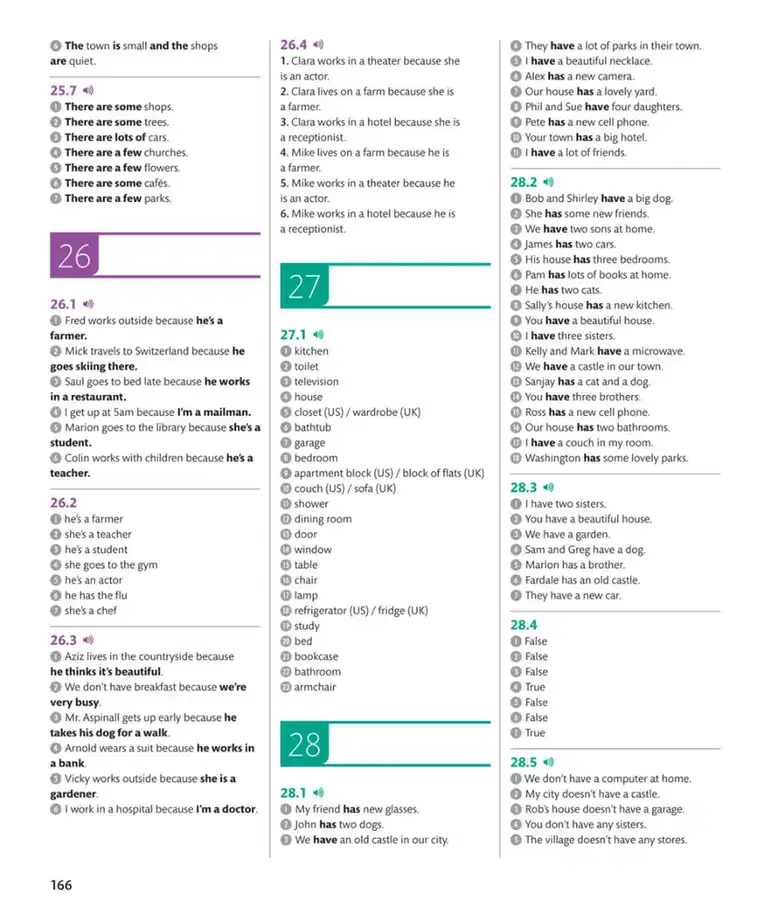 6 The town is small and the shops
are quiet.
25.7
1 There are some shops.
2 There are some trees.
3 There are lots of cars.
4 There are a few churches.
5 There are a few flowers.
6 There are some cafés.
7 There are a few parks.
26
26.1
1 Fred works outside because he's a
farmer.
2 Mick travels to Switzerland because he
goes skiing there.
3 Saul goes to bed late because he works
in a restaurant.
4 I get up at 5am because I'm a mailman.
5 Marion goes to the library because she's a
student.
6 Colin works with children because he's a
teacher.
26.2
1 he's a farmer
2 she's a teacher
3 he's a student
4 she goes to the gym
5 he's an actor
6 he has the flu
7 she's a chef
26.3
1 Aziz lives in the countryside because
he thinks it's beautiful.
2 We don't have breakfast because we're
very busy.
3 Mr. Aspinall gets up early because he
takes his dog for a walk.
4 Arnold wears a suit because he works in
a bank.
5 Vicky works outside because she is a
gardener.
6 I work in a hospital because I'm a doctor.
26.4
1. Clara works in a theater because she
is an actor.
2. Clara lives on a farm because she is
a farmer.
3. Clara works in a hotel because she is
a receptionist.
4. Mike lives on a farm because he is
a farmer.
5. Mike works in a theater because he
is an actor.
6. Mike works in a hotel because he is
a receptionist.
27
27.1
1 kitchen
2 toilet
3 television
4 house
5 closet (US) / wardrobe (UK)
6 bathtub
7 garage
8 bedroom
9 apartment block (US) / block of flats (UK)
10 couch (US) / sofa (UK)
11 shower
12 dining room
13 door
14 window
15 table
16 chair
17 lamp
18 refrigerator (US) / fridge (UK)
19 study
20 bed
21 bookcase
22 bathroom
23 armchair
28
28.1
1 My friend has new glasses.
2 John has two dogs.
3 We have an old castle in our city.
4 They have a lot of parks in their town.
5 I have a beautiful necklace.
6 Alex has a new camera.
7 Our house has a lovely yard.
8 Phil and Sue have four daughters.
9 Pete has a new cell phone.
10 Your town has a big hotel.
11 I have a lot of friends.
28.2
1 Bob and Shirley have a big dog.
2 She has some new friends.
3 We have two sons at home.
4 James has two cars.
5 His house has three bedrooms.
6 Pam has lots of books at home.
7 He has two cats.
8 Sally's house has a new kitchen.
9 You have a beautiful house.
10 I have three sisters.
11 Kelly and Mark have a microwave.
12 We have a castle in our town.
13 Sanjay has a cat and a dog.
14 You have three brothers.
15 Ross has a new cell phone.
16 Our house has two bathrooms.
17 I have a couch in my room.
18 Washington has some lovely parks.
28.3
1 I have two sisters.
2 You have a beautiful house.
3 We have a garden.
4 Sam and Greg have a dog.
5 Marion has a brother.
6 Fardale has an old castle.
7 They have a new car.
28.4
1 False
2 False
3 False
4 True
5 False
6 False
7 True
28.5
1 We don't have a computer at home.
2 My city doesn't have a castle.
3 Rob's house doesn't have a garage.
4 You don't have any sisters.
5 The village doesn't have any stores.
166